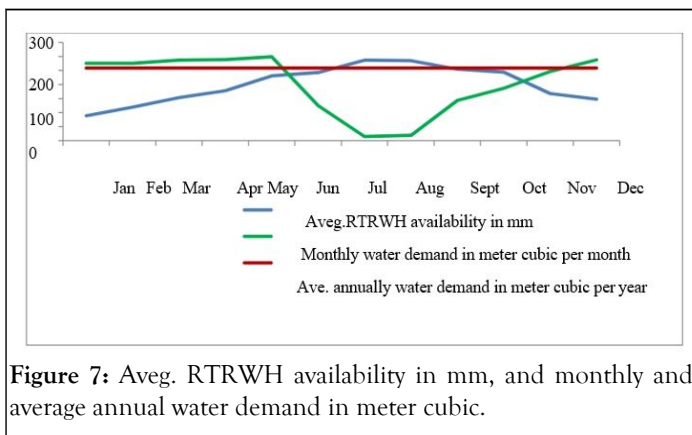 300
200
100
0
Jan Feb Mar Apr May Jun Jul Aug Sept Oct Nov Dec
Aveg.RTRWH availability in mm
Monthly water demand in meter cubic per month
Ave. annually water demand in meter cubic per year
Figure 7: Aveg. RTRWH availability in mm, and monthly and
average annual water demand in meter cubic.